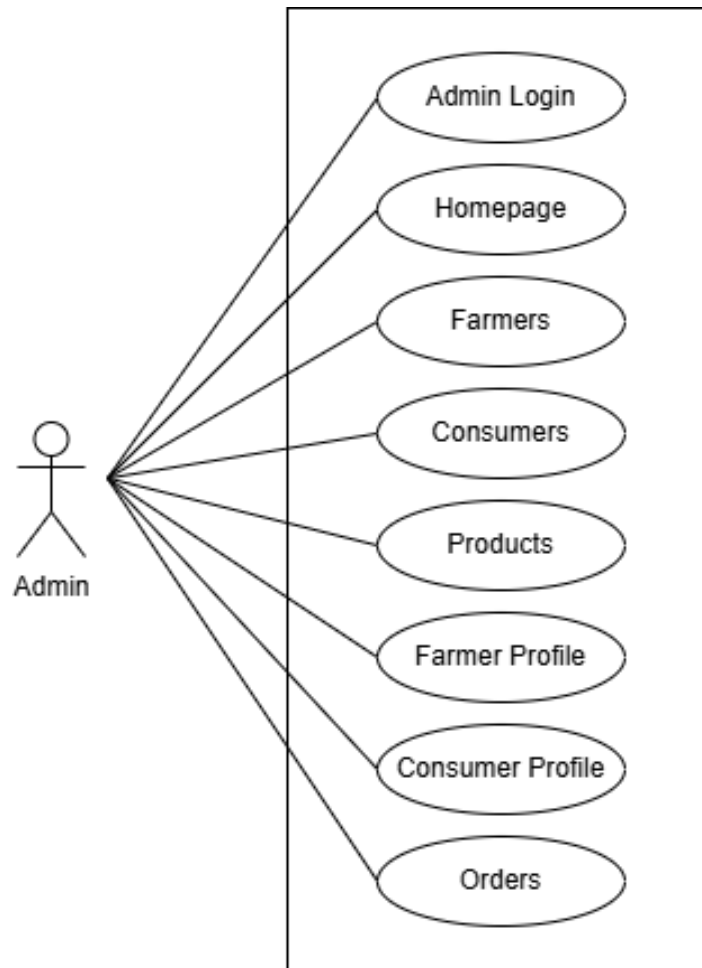 Admin Login
Homepage
Farmers
Consumers
Products
Admin
Farmer Profile
Consumer Profile
Orders